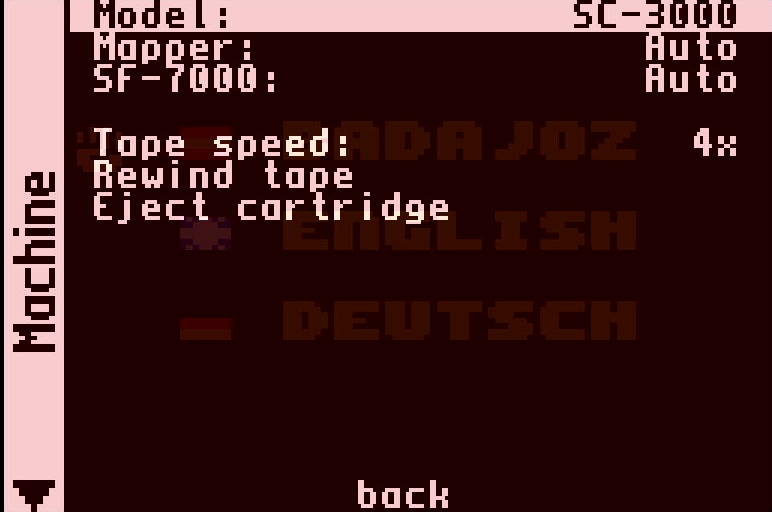 Machine
Model: SC-3000
Mapper: Auto
SF-7000: Auto
Tape speed: 4x
BADAJOZ
Rewind tape
Eject cartridge
ENGLISH
DEUTSCH
back